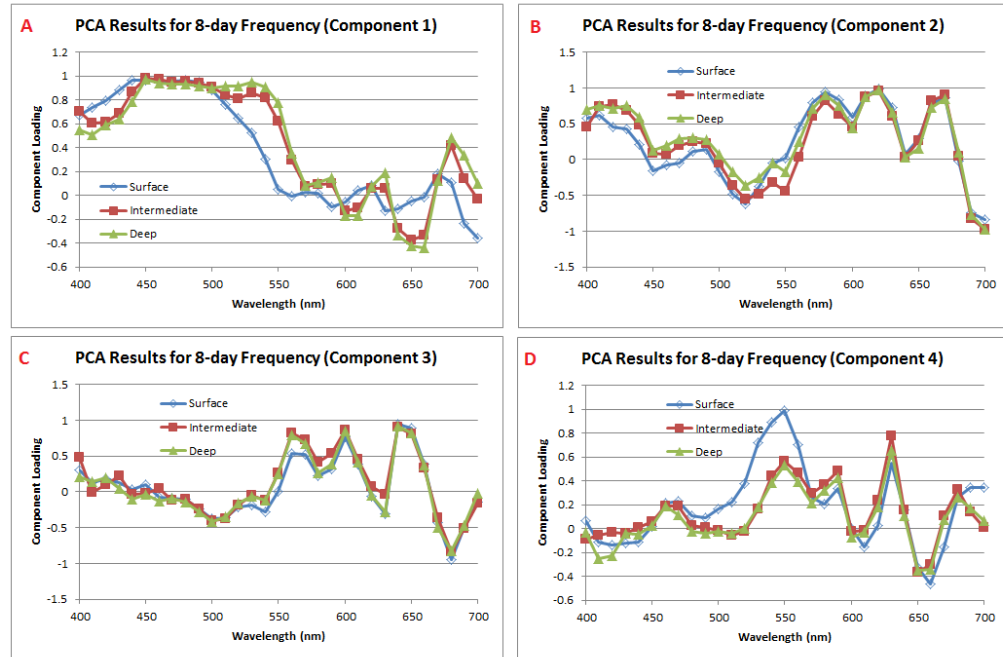 A
PCA Results for 8-day Frequency (Component 1)
1.2
1
0.8
0.6
0.4
0.2
0
-0.2
-0.4
-0.6
Component Loading
Surface
Intermediate
Deep
400 450 500 550 600 650 700
Wavelength (nm)
B
PCA Results for 8-day Frequency (Component 2)
1.5
1
0.5
0
-0.5
-1
-1.5
Component Loading
Surface
Intermediate
Deep
400 450 500 550 600 650 700
Wavelength (nm)
C
PCA Results for 8-day Frequency (Component 3)
1.5
1
0.5
0
-0.5
-1
-1.5
Component Loading
Surface
Intermediate
Deep
400 450 500 550 600 650 700
Wavelength (nm)
D
PCA Results for 8-day Frequency (Component 4)
1.2
1
0.8
0.6
0.4
0.2
0
-0.2
-0.4
-0.6
Component Loading
Surface
Intermediate
Deep
400 450 500 550 600 650 700
Wavelength (nm)